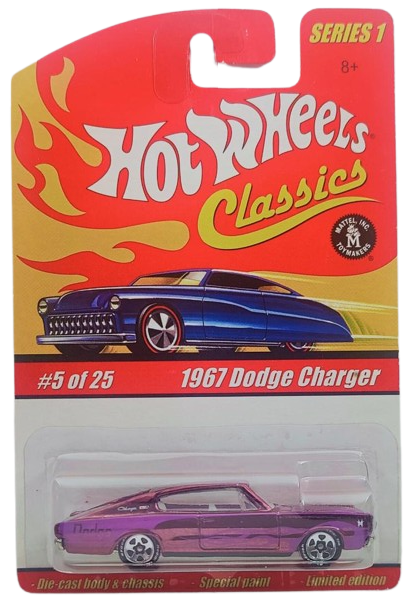 SERIES 1
8+
Hot Wheels
Classics
MATTEL, INC.
M
TOYMAKERS
#5 of 25
1967 Dodge Charger
Dodge
Die-cast body & chassis
Special paint
Limited edition